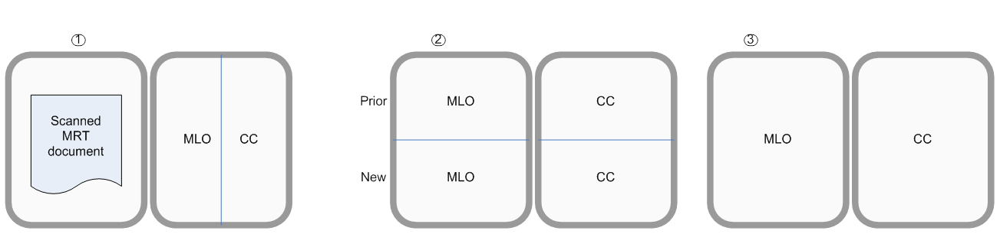 ①
②
③
Scanned
MRT
document
MLO
CC
Prior
MLO
CC
New
MLO
CC
MLO
CC